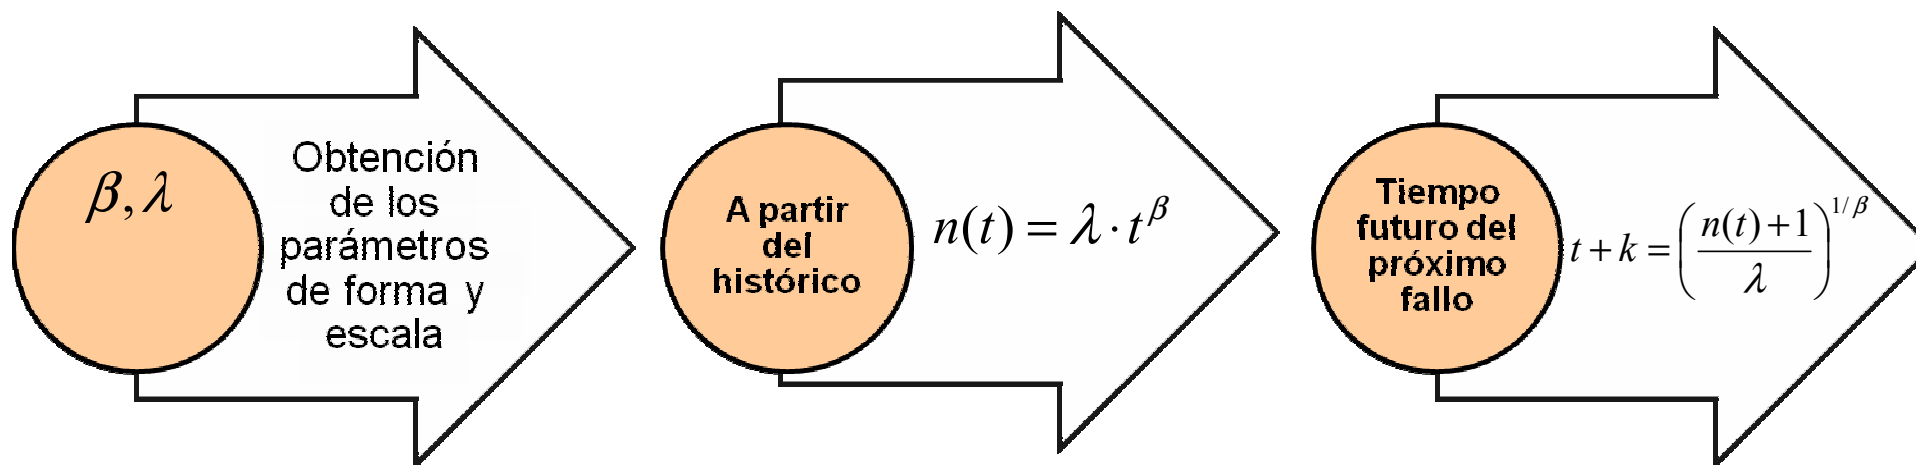 β, λ
Obtención
de los
parámetros
de forma y
escala
A partir
del
histórico
n(t) = λ · t^β
Tiempo
futuro del
próximo
fallo
t + k = ((n(t) + 1) / λ)^(1/β)